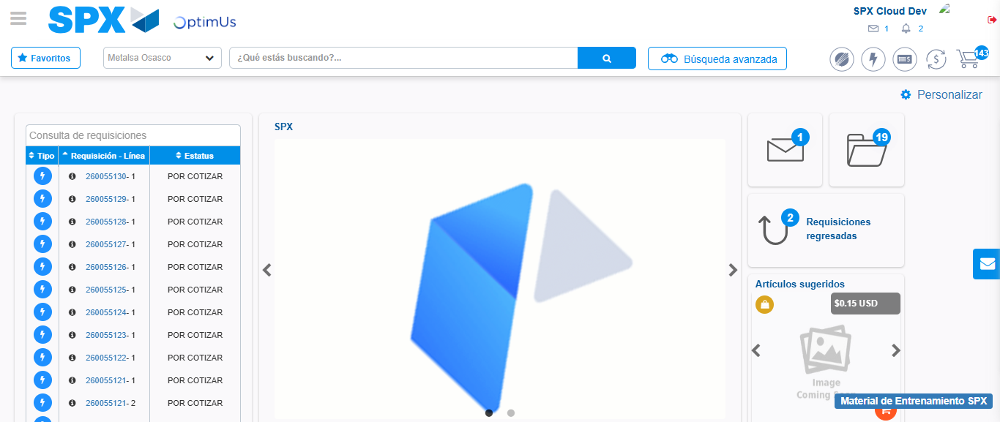 SPX
OptimUs
SPX Cloud Dev
1
2
Favoritos
Metalsa Osasco
¿Qué estás buscando?...
Búsqueda avanzada
143
Personalizar
Consulta de requisiciones
Tipo Requisición - Línea Estatus
260055130- 1 POR COTIZAR
260055129- 1 POR COTIZAR
260055128- 1 POR COTIZAR
260055127- 1 POR COTIZAR
260055126- 1 POR COTIZAR
260055125- 1 POR COTIZAR
260055124- 1 POR COTIZAR
260055123- 1 POR COTIZAR
260055122- 1 POR COTIZAR
260055121- 1 POR COTIZAR
260055121- 2 POR COTIZAR
SPX
1
19
2
Requisiciones
regresadas
Artículos sugeridos
$0.15 USD
Image
Coming
Material de Entrenamiento SPX